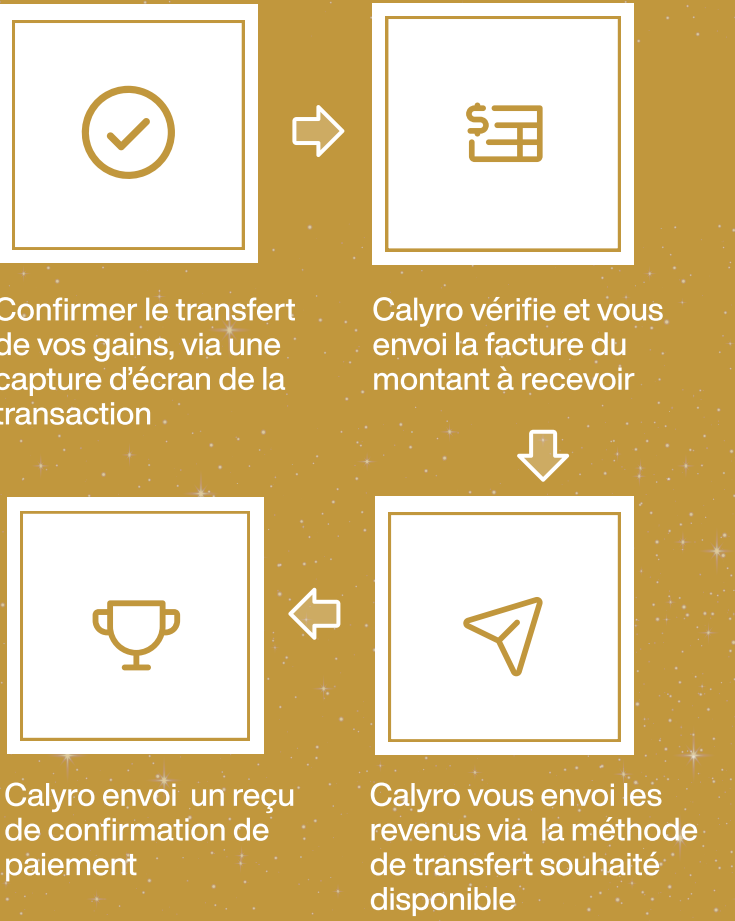 Confirmer le transfert
de vos gains, via une
capture d'écran de la
transaction
Calyro vérifie et vous
envoi la facture du
montant à recevoir
Calyro vous envoi les
revenus via  la méthode
de transfert souhaité
disponible
Calyro envoi  un reçu
de confirmation de
paiement